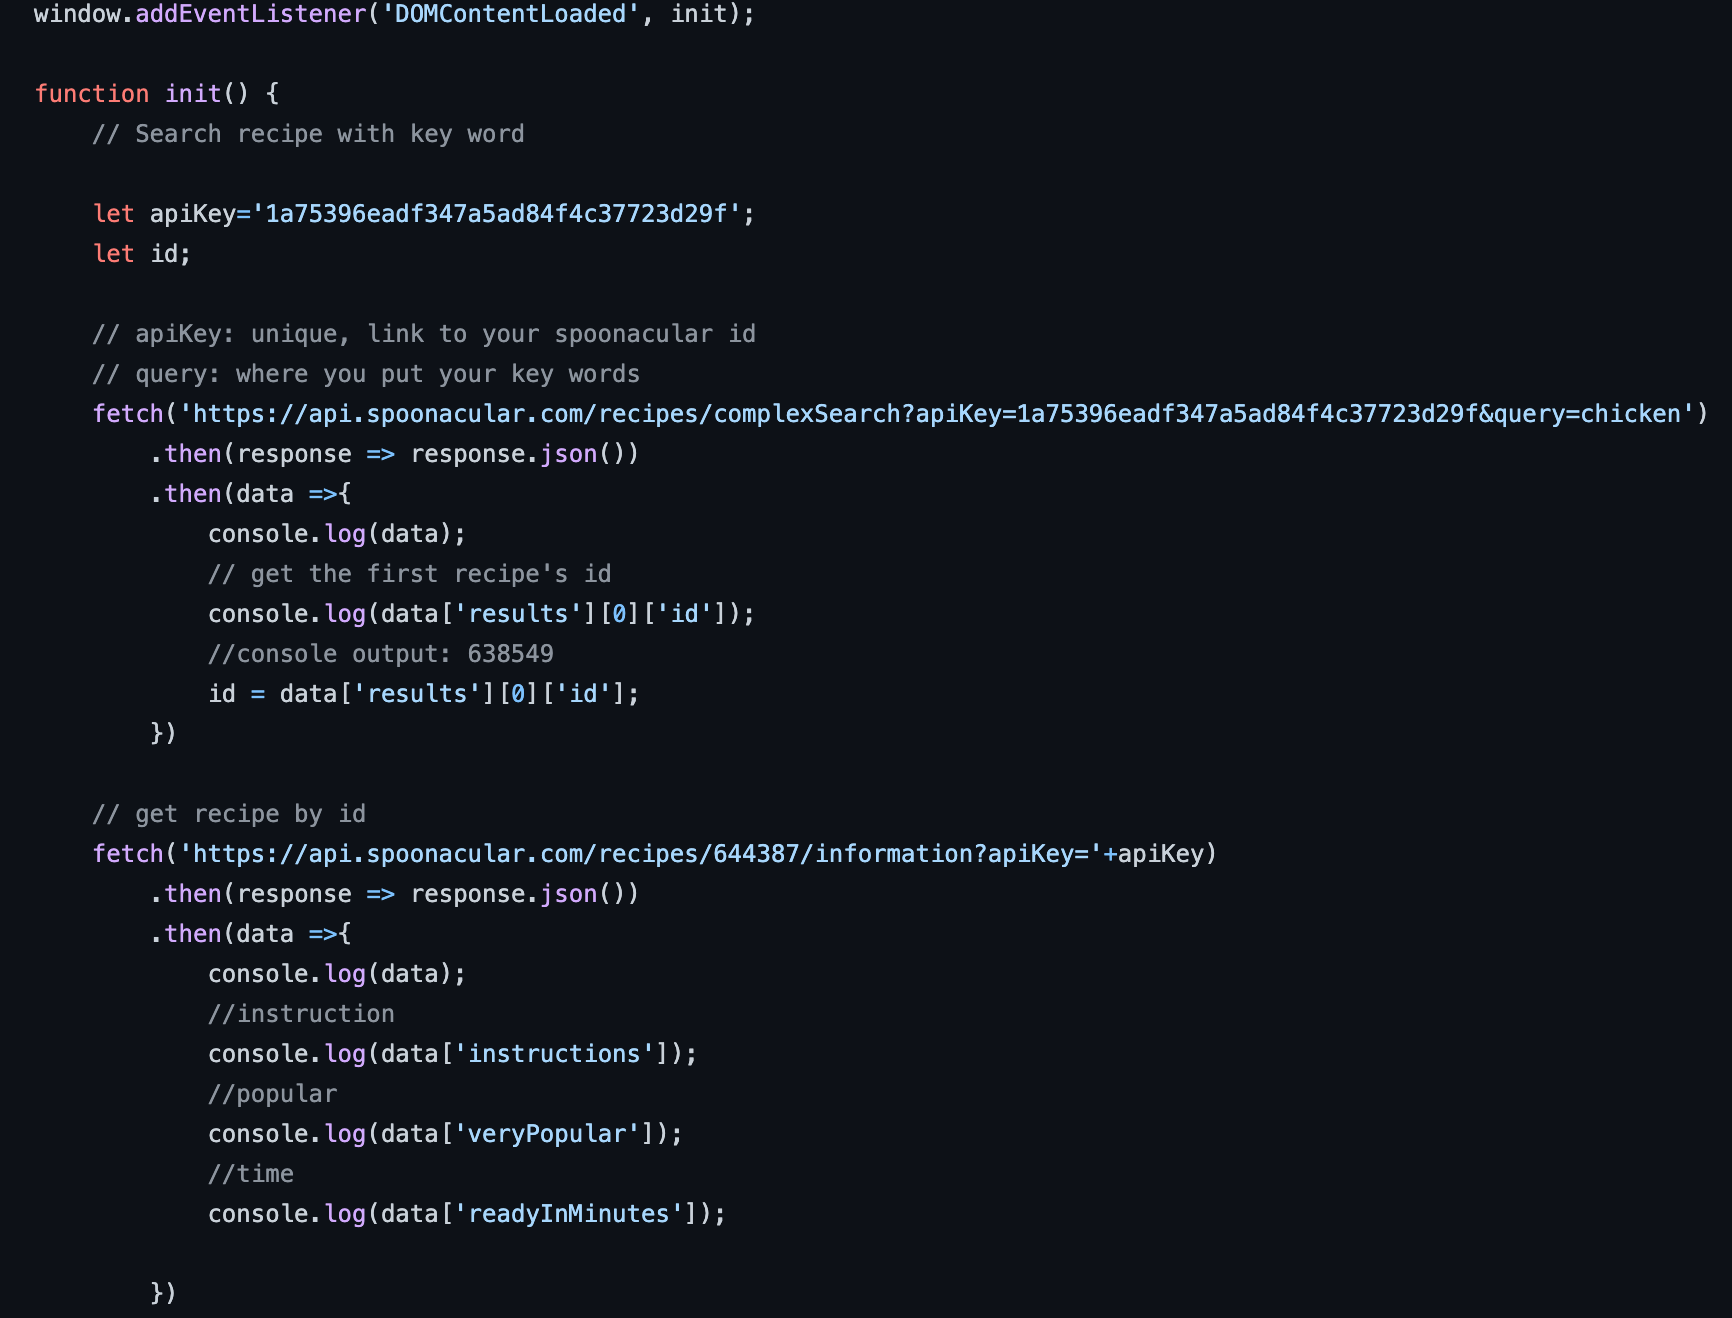 window.addEventListener('DOMContentLoaded', init);
function init() {
// Search recipe with key word
let apiKey='1a75396eadf347a5ad84f4c37723d29f';
let id;
// apiKey: unique, link to your spoonacular id
// query: where you put your key words
fetch('https://api.spoonacular.com/recipes/complexSearch?apiKey=1a75396eadf347a5ad84f4c37723d29f&query=chicken')
.then(response => response.json())
.then(data =>{
console.log(data);
// get the first recipe's id
console.log(data['results'][0]['id']);
//console output: 638549
id = data['results'][0]['id'];
})
// get recipe by id
fetch('https://api.spoonacular.com/recipes/644387/information?apiKey='+apiKey)
.then(response => response.json())
.then(data =>{
console.log(data);
//instruction
console.log(data['instructions']);
//popular
console.log(data['veryPopular']);
//time
console.log(data['readyInMinutes']);
})